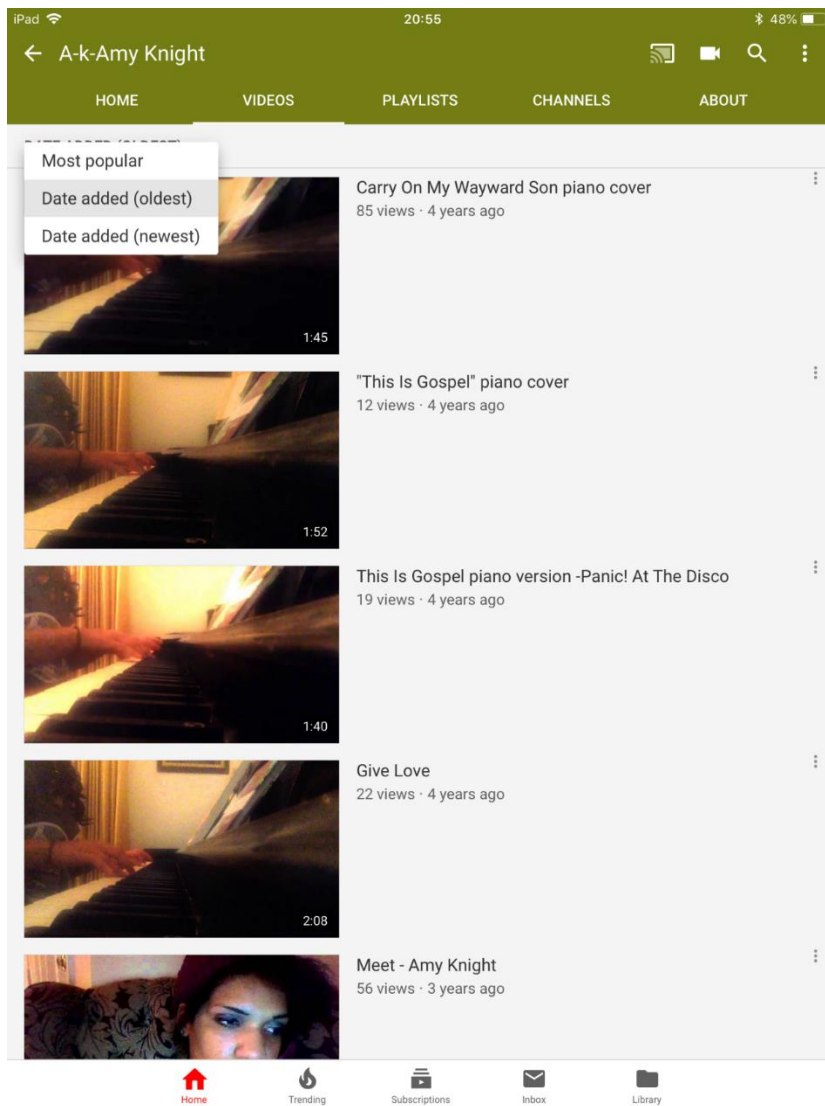 iPad 20:55 48%
A-k-Amy Knight
HOME VIDEOS PLAYLISTS CHANNELS ABOUT
Most popular
Date added (oldest)
Date added (newest)
Carry On My Wayward Son piano cover
85 views · 4 years ago
1:45
"This Is Gospel" piano cover
12 views · 4 years ago
1:52
This Is Gospel piano version -Panic! At The Disco
19 views · 4 years ago
1:40
Give Love
22 views · 4 years ago
2:08
Meet - Amy Knight
56 views · 3 years ago
Home Trending Subscriptions Inbox Library